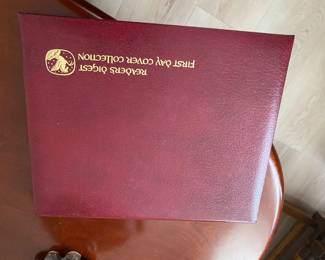 READER'S DIGEST
FIRST DAY COVER COLLECTION